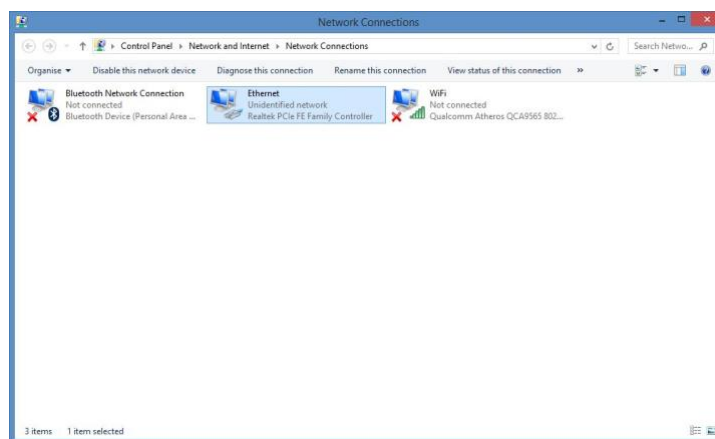 Network Connections
Control Panel Network and Internet Network Connections
Search Netwo...
Organise Disable this network device Diagnose this connection Rename this connection View status of this connection »
Bluetooth Network Connection
Not connected
Bluetooth Device (Personal Area ...
Ethernet
Unidentified network
Realtek PCIe FE Family Controller
WiFi
Not connected
Qualcomm Atheros QCA9565 802...
3 items 1 item selected